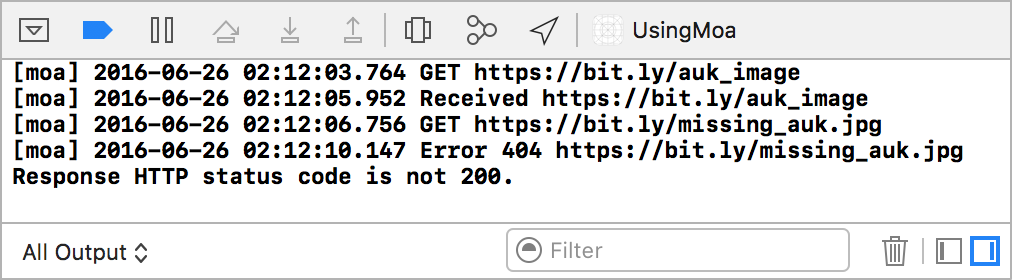 UsingMoa
[moa] 2016-06-26 02:12:03.764 GET https://bit.ly/auk_image
[moa] 2016-06-26 02:12:05.952 Received https://bit.ly/auk_image
[moa] 2016-06-26 02:12:06.756 GET https://bit.ly/missing_auk.jpg
[moa] 2016-06-26 02:12:10.147 Error 404 https://bit.ly/missing_auk.jpg
Response HTTP status code is not 200.
All Output Filter